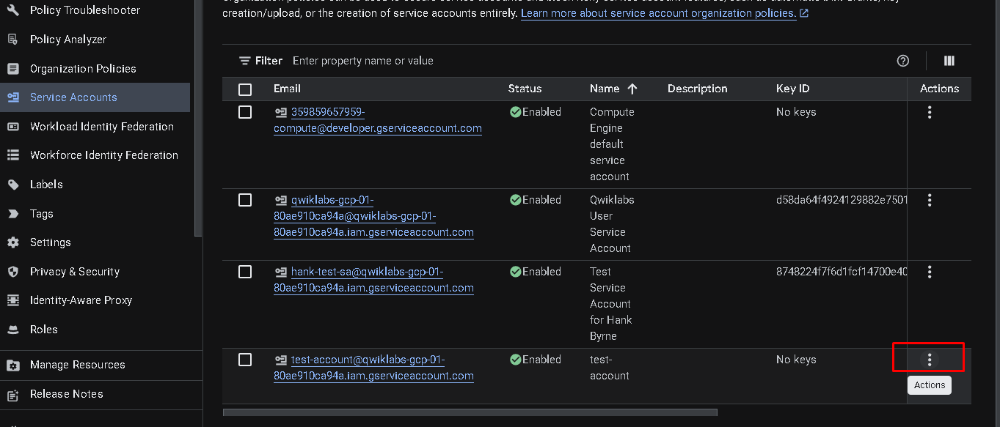 Policy Troubleshooter
Policy Analyzer
Organization Policies
Service Accounts
Workload Identity Federation
Workforce Identity Federation
Labels
Tags
Settings
Privacy & Security
Identity-Aware Proxy
Roles
Manage Resources
Release Notes
creation/upload, or the creation of service accounts entirely. Learn more about service account organization policies.
Filter Enter property name or value
Email Status Name Description Key ID Actions
359859657959-
compute@developer.gserviceaccount.com
Enabled
Compute
Engine
default
service
account
No keys
qwiklabs-gcp-01-
80ae910ca94a@qwiklabs-gcp-01-
80ae910ca94a.iam.gserviceaccount.com
Enabled
Qwiklabs
User
Service
Account
d58da64f4924129882e7501
hank-test-sa@qwiklabs-gcp-01-
80ae910ca94a.iam.gserviceaccount.com
Enabled
Test
Service
Account
for Hank
Byrne
8748224f7f6d1fcf14700e40
test-account@qwiklabs-gcp-01-
80ae910ca94a.iam.gserviceaccount.com
Enabled
test-
account
No keys
Actions